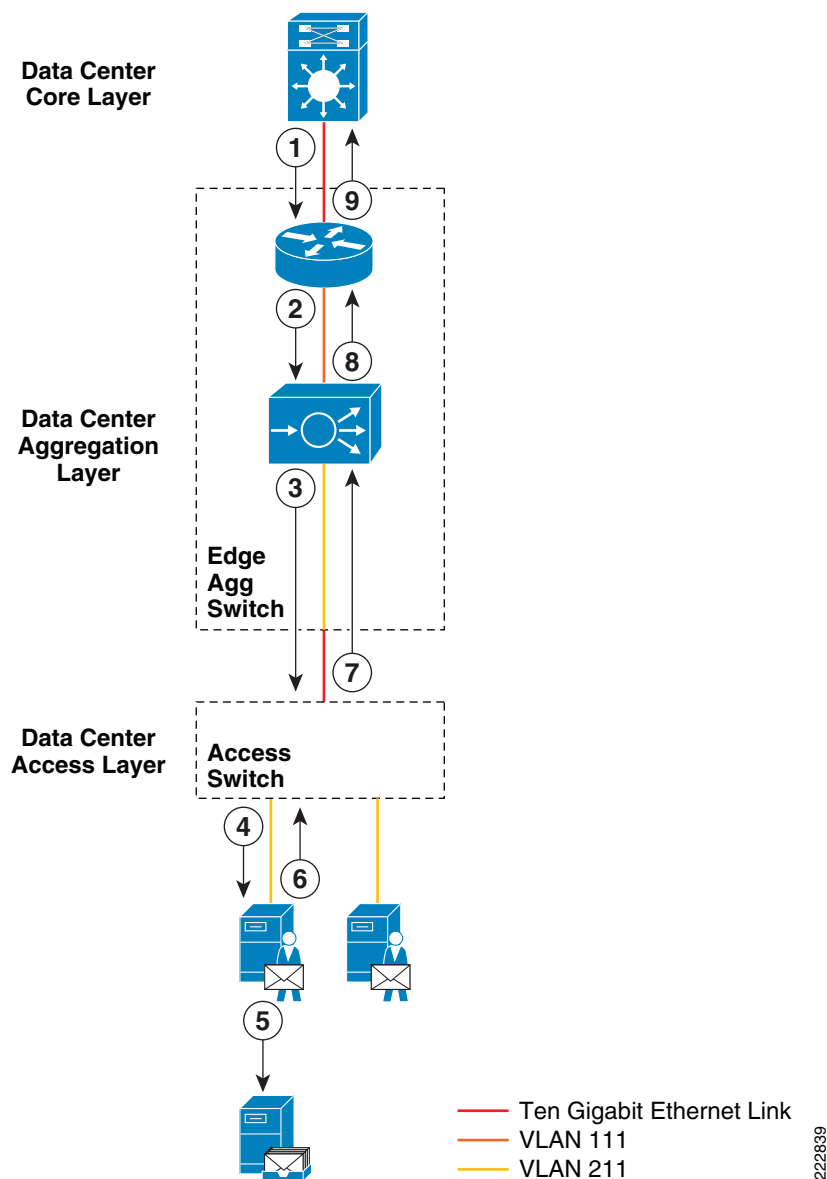 Data Center
Core Layer
1
9
2
8
Data Center
Aggregation
Layer
3
Edge
Agg
Switch
7
Data Center
Access Layer
Access
Switch
4
6
5
Ten Gigabit Ethernet Link
VLAN 111
VLAN 211
222839